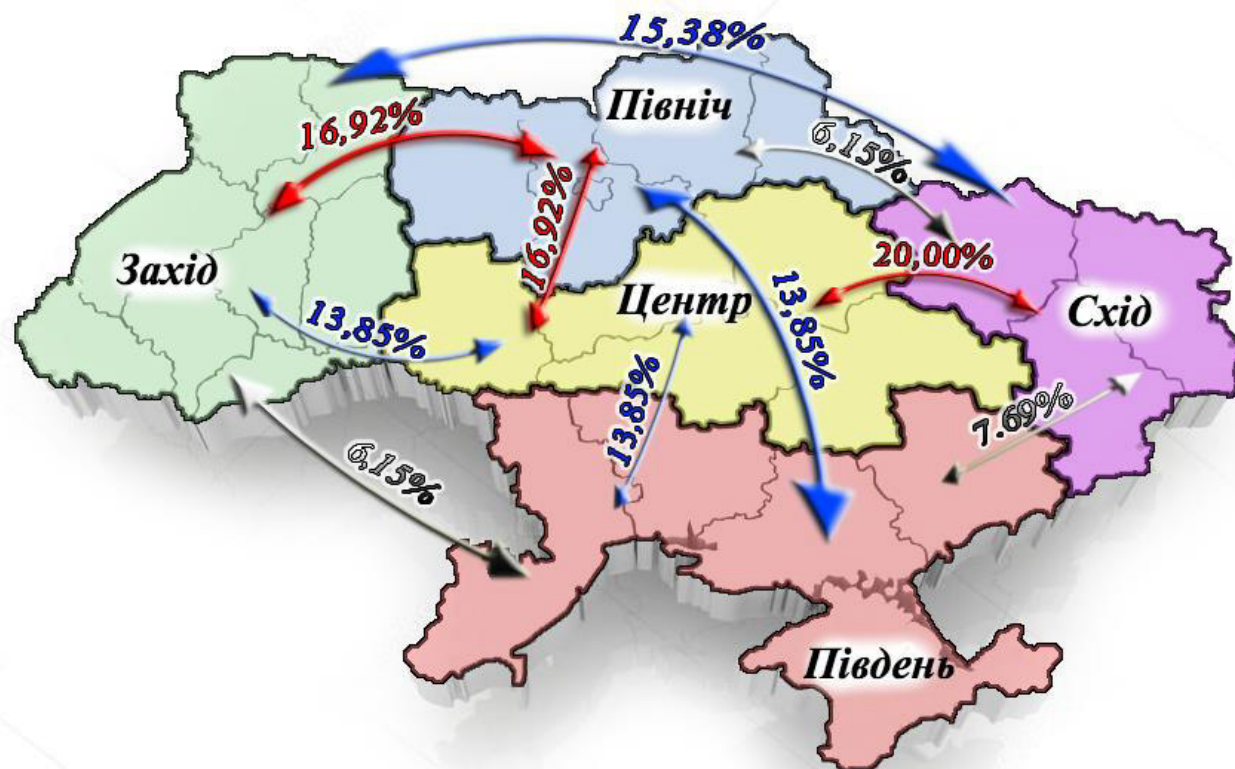 15,38%
Північ
16,92%
6,15%
16,92%
20,00%
Захід
Центр
Схід
13,85%
13,85%
13,85%
7.69%
6,15%
Південь